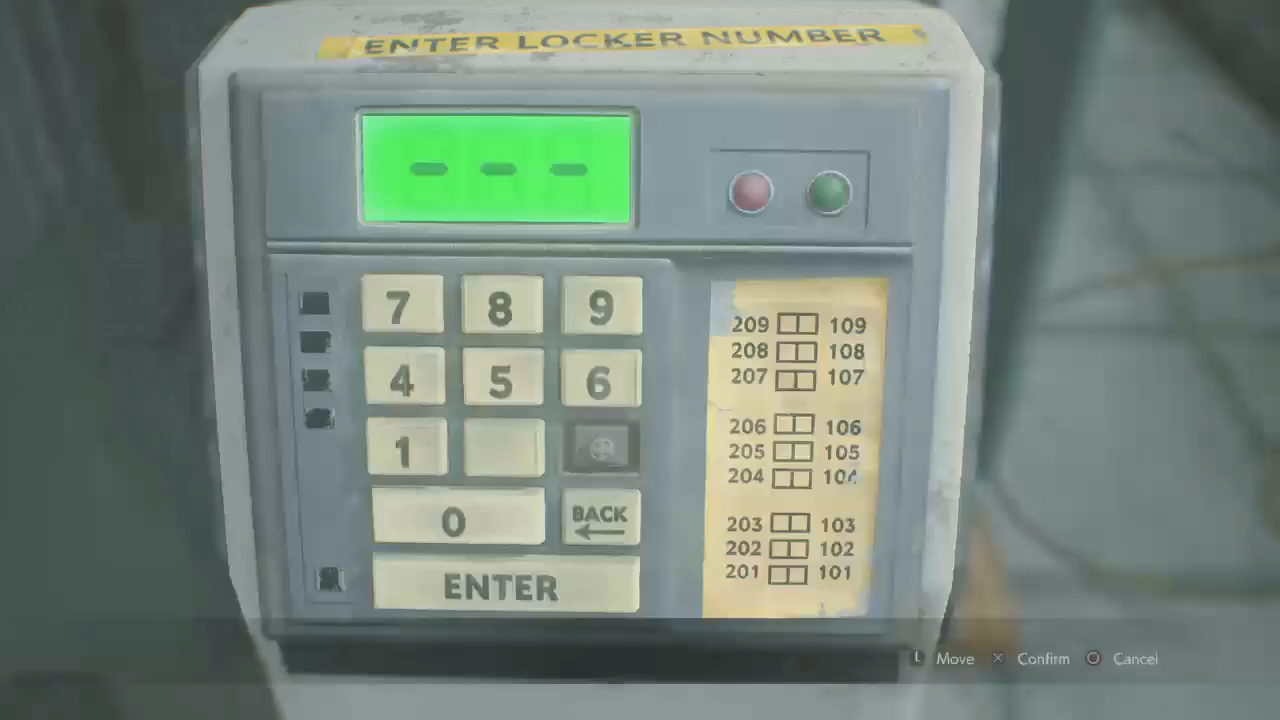 ENTER LOCKER NUMBER
- - -
7 8 9
4 5 6
1
0 BACK
ENTER
209 109
208 108
207 107
206 106
205 105
204 104
203 103
202 102
201 101
L Move X Confirm O Cancel